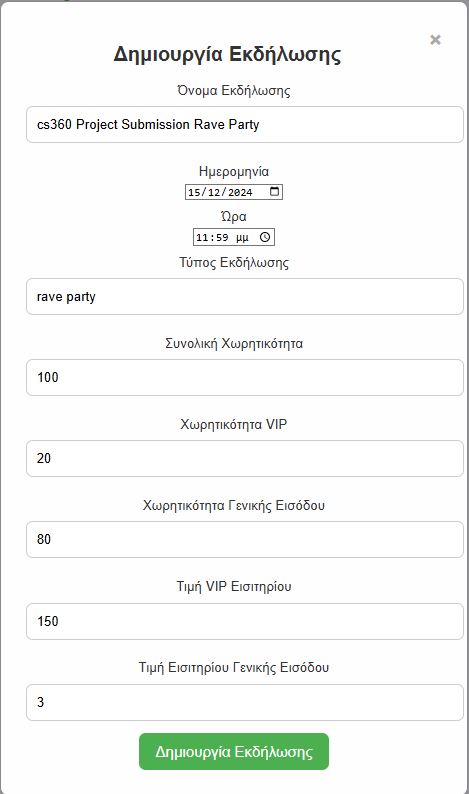 ×
Δημιουργία Εκδήλωσης
Όνομα Εκδήλωσης
cs360 Project Submission Rave Party
Ημερομηνία
15/12/2024
Ώρα
11:59 μμ
Τύπος Εκδήλωσης
rave party
Συνολική Χωρητικότητα
100
Χωρητικότητα VIP
20
Χωρητικότητα Γενικής Εισόδου
80
Τιμή VIP Εισιτηρίου
150
Τιμή Εισιτηρίου Γενικής Εισόδου
3
Δημιουργία Εκδήλωσης